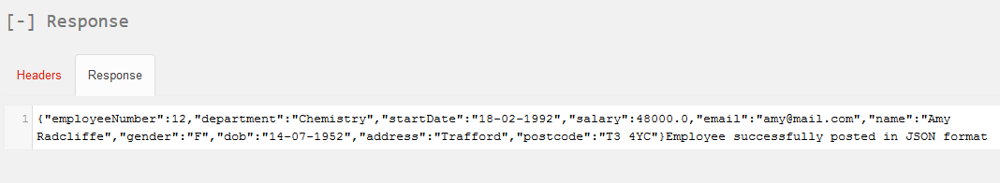 [-] Response
Headers
Response
1 {"employeeNumber":12,"department":"Chemistry","startDate":"18-02-1992","salary":48000.0,"email":"amy@mail.com","name":"Amy
Radcliffe","gender":"F","dob":"14-07-1952","address":"Trafford","postcode":"T3 4YC"}Employee successfully posted in JSON format